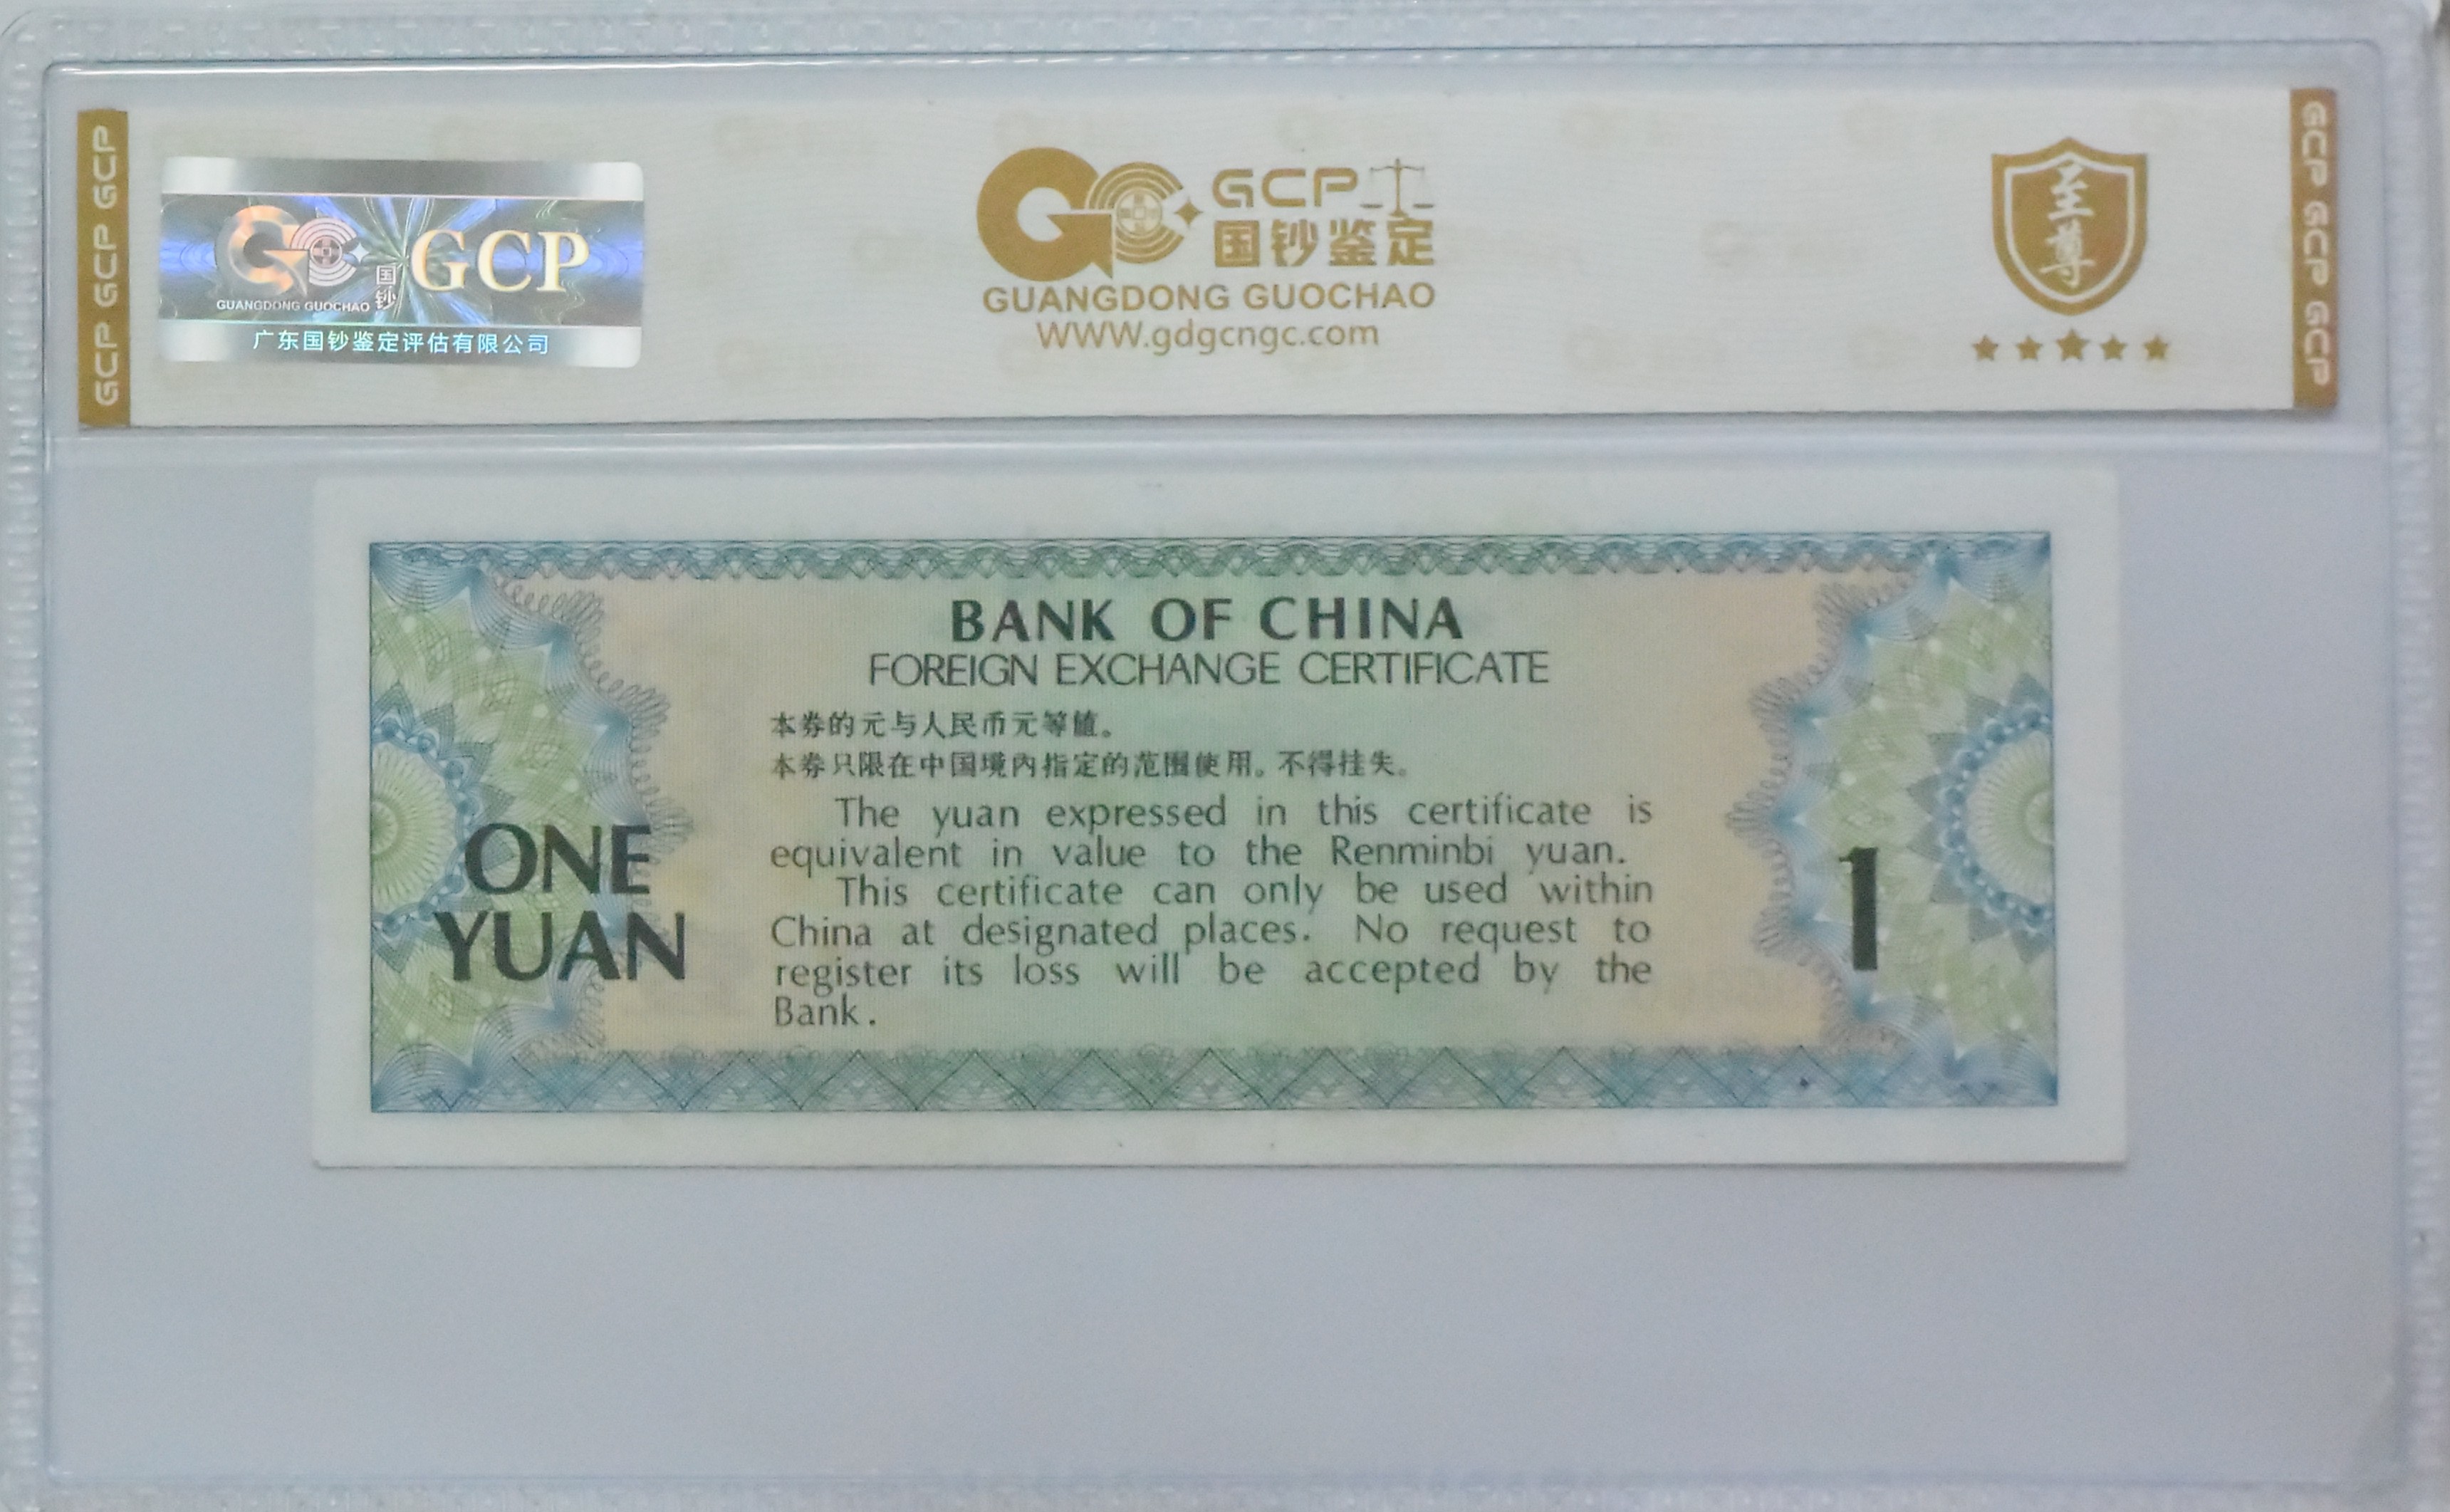 GCP GCP GCP
GCP
国钞
GUANGDONG GUOCHAO
广东国钞鉴定评估有限公司
GCP
国钞鉴定
GUANGDONG GUOCHAO
WWW.gdgcngc.com
至尊
GCP GCP GCP
BANK OF CHINA
FOREIGN EXCHANGE CERTIFICATE
本券的元与人民币元等值。
本券只限在中国境内指定的范围使用。不得挂失。
The yuan expressed in this certificate is
equivalent in value to the Renminbi yuan.
This certificate can only be used within
China at designated places. No request to
register its loss will be accepted by the
Bank.
ONE
YUAN
1